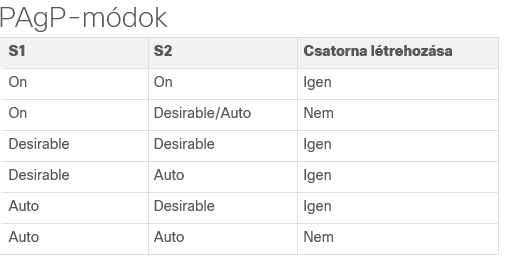 PAgP-módok
S1 S2 Csatorna létrehozása
On On Igen
On Desirable/Auto Nem
Desirable Desirable Igen
Desirable Auto Igen
Auto Desirable Igen
Auto Auto Nem